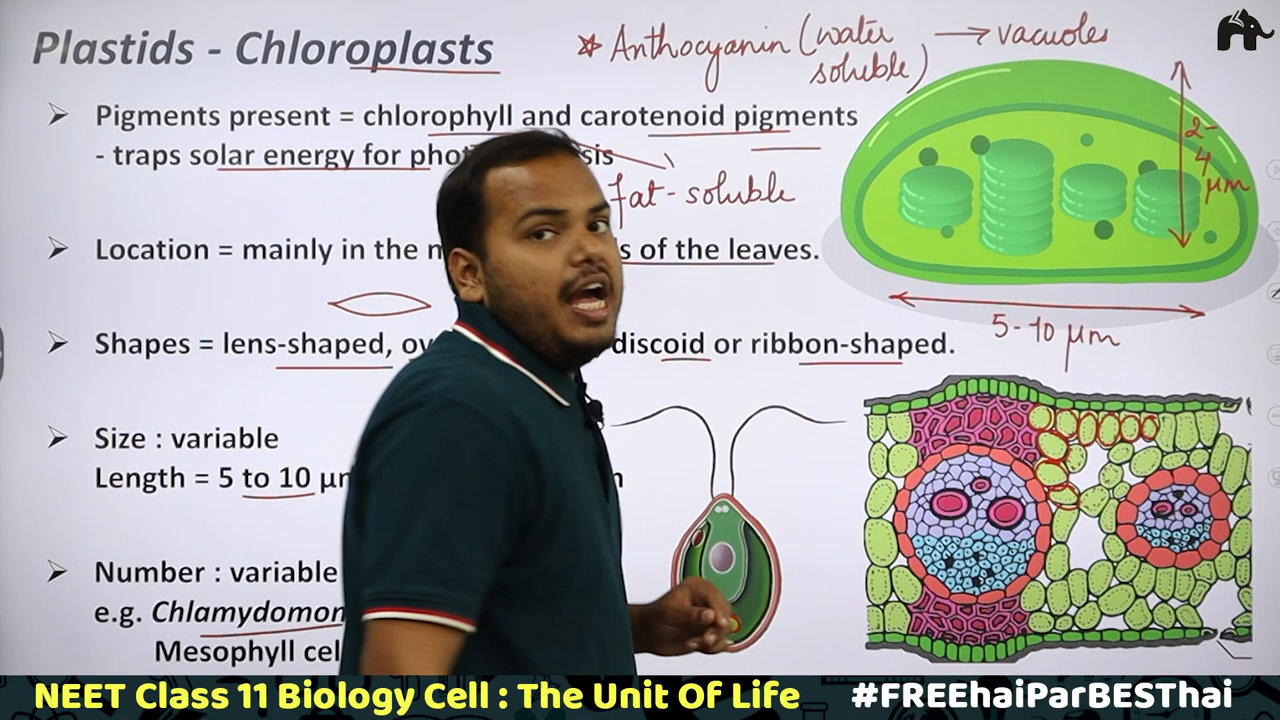 Plastids - Chloroplasts
* Anthocyanin (water soluble) → vacuoles
Pigments present = chlorophyll and carotenoid pigments
- traps solar energy for phot sis
fat-soluble
2-4 μm
Location = mainly in the m s of the leaves.
5-10 μm
Shapes = lens-shaped, ov discoid or ribbon-shaped.
Size : variable
Length = 5 to 10 μm
Number : variable
e.g. Chlamydomon
Mesophyll cel
NEET Class 11 Biology Cell : The Unit Of Life #FREEhaiParBESThai